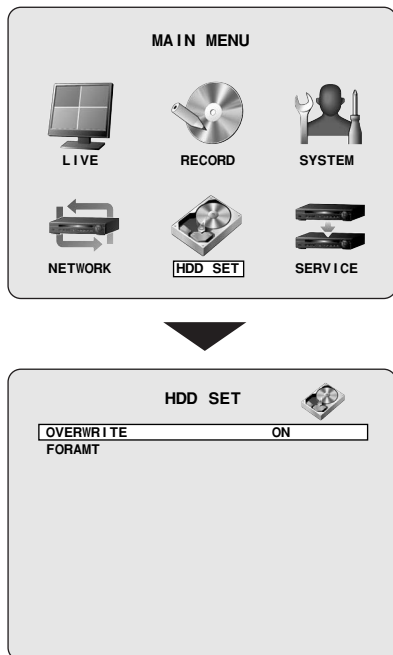 MAIN MENU
LIVE RECORD SYSTEM
NETWORK HDD SET SERVICE
HDD SET
OVERWRITE ON
FORAMT